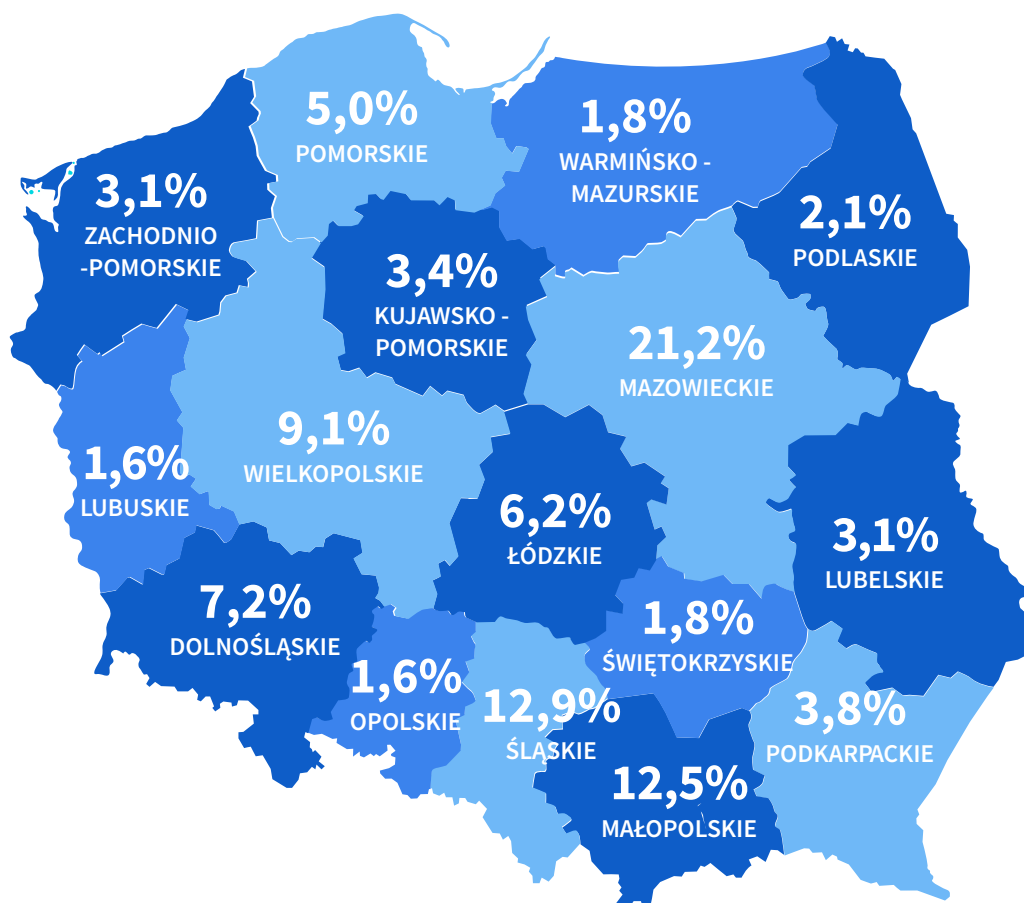 5,0%
POMORSKIE
1,8%
WARMIŃSKO -
MAZURSKIE
3,1%
ZACHODNIO
-POMORSKIE
2,1%
PODLASKIE
3,4%
KUJAWSKO -
POMORSKIE
21,2%
MAZOWIECKIE
9,1%
WIELKOPOLSKIE
1,6%
LUBUSKIE
6,2%
ŁÓDZKIE
3,1%
LUBELSKIE
7,2%
DOLNOŚLĄSKIE
1,8%
ŚWIĘTOKRZYSKIE
1,6%
OPOLSKIE
12,9%
ŚLĄSKIE
3,8%
PODKARPACKIE
12,5%
MAŁOPOLSKIE